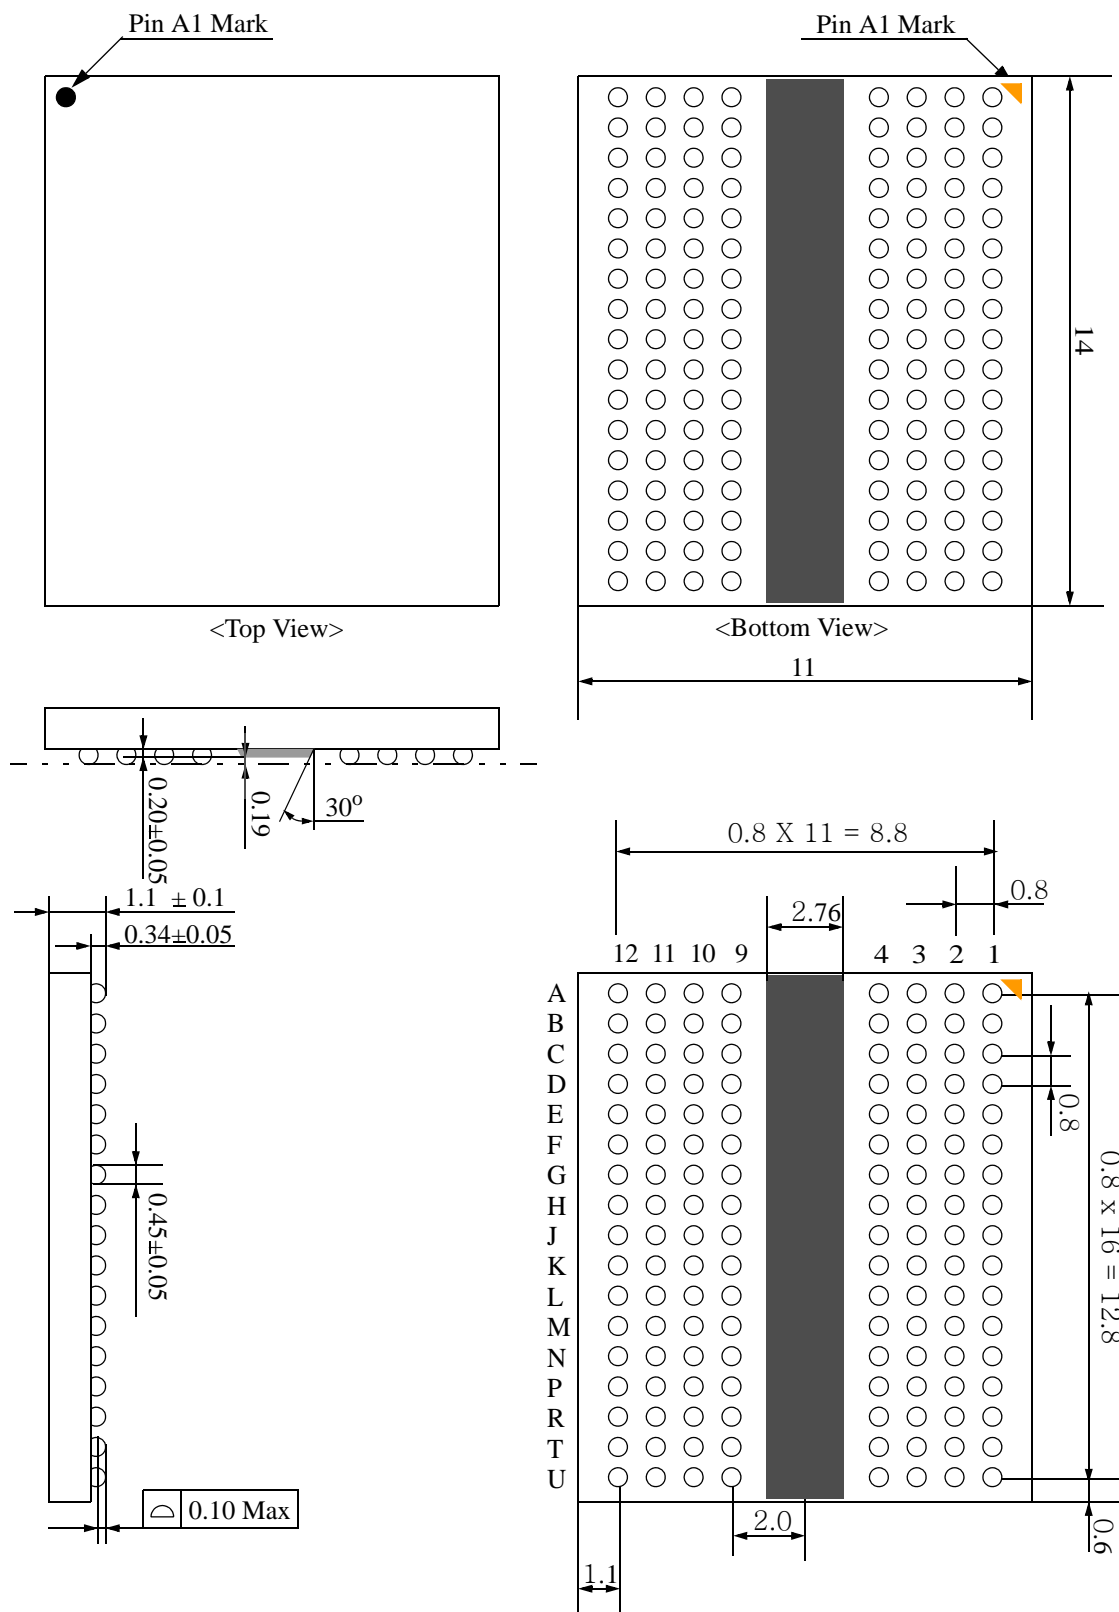 Pin A1 Mark
Pin A1 Mark
14
<Top View>
<Bottom View>
11
0.20±0.05
0.19
30o
0.8 X 11 = 8.8
1.1 ± 0.1
0.8
0.34±0.05
2.76
12 11 10 9 4 3 2 1
A
B
C
D
0.8
E
F
G
H
0.45±0.05
0.8 x 16 = 12.8
J
K
L
M
N
P
R
T
U
0.10 Max
2.0
0.6
1.1